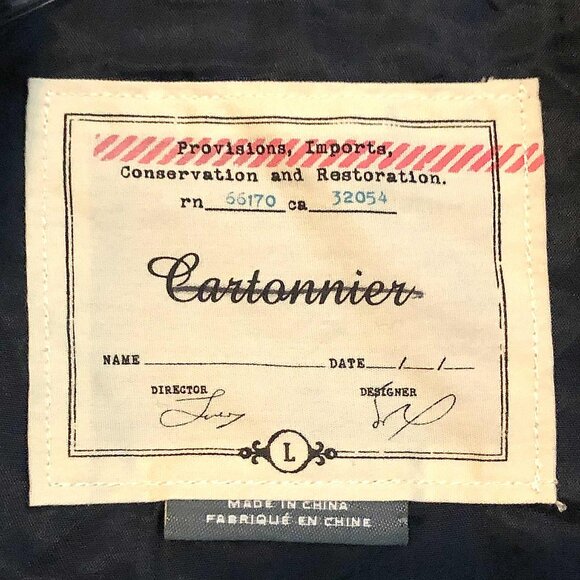 Provisions, Imports,
Conservation and Restoration.
rn 66170 ca 32054
Cartonnier
NAME DATE / /
DIRECTOR DESIGNER
L
MADE IN CHINA
FABRIQUÉ EN CHINE